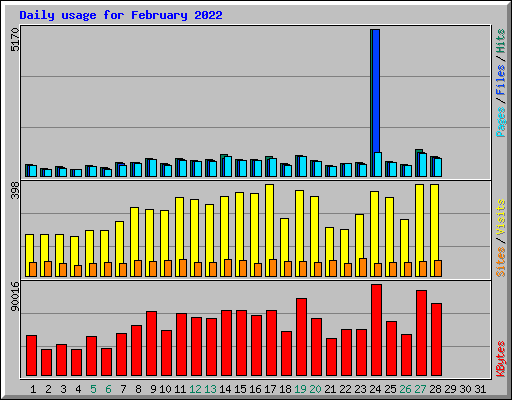 Daily usage for February 2022
5170
Pages / Files / Hits
398
Sites / Visits
90016
KBytes
1 2 3 4 5 6 7 8 9 10 11 12 13 14 15 16 17 18 19 20 21 22 23 24 25 26 27 28 29 30 31